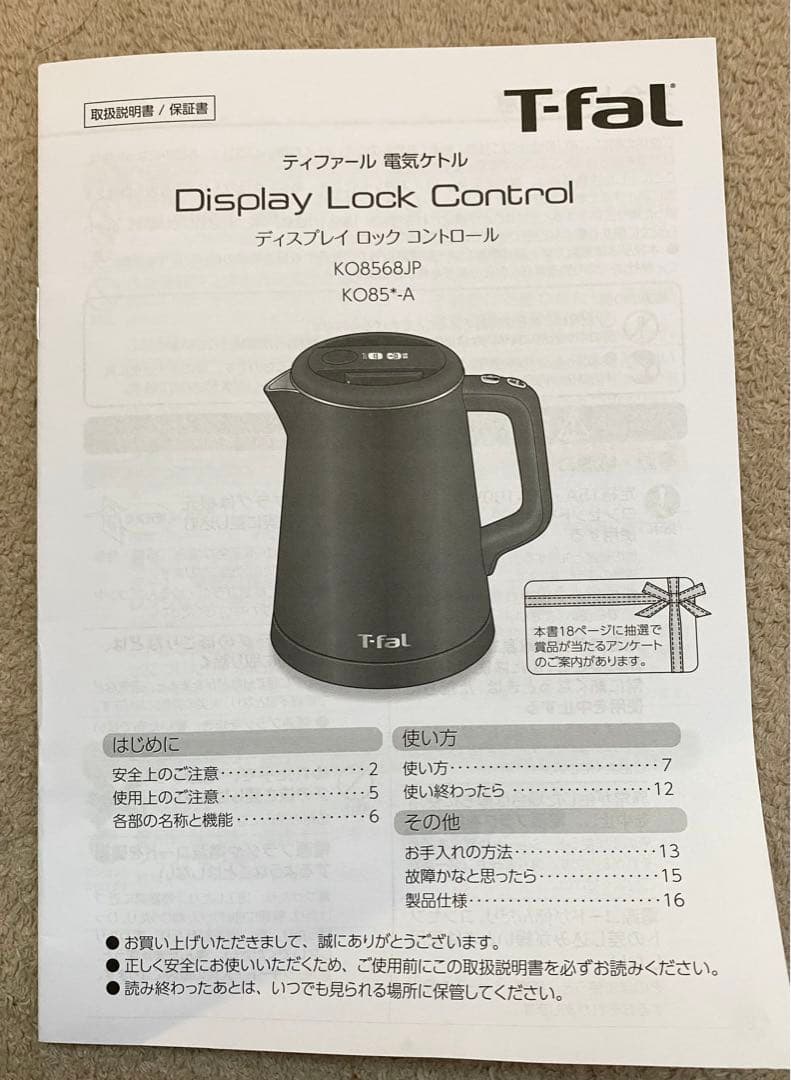 取扱説明書 / 保証書
T-faL
ティファール 電気ケトル
Display Lock Control
ディスプレイ ロック コントロール
KO8568JP
KO85*-A
T-faL
本書18ページに抽選で
賞品が当たるアンケート
のご案内があります。
はじめに
安全上のご注意··················2
使用上のご注意··················5
各部の名称と機能················6
使い方
使い方··························7
使い終わったら ·················12
その他
お手入れの方法·················13
故障かなと思ったら·············15
製品仕様·······················16
● お買い上げいただきまして、誠にありがとうございます。
● 正しく安全にお使いいただくため、ご使用前にこの取扱説明書を必ずお読みください。
● 読み終わったあとは、いつでも見られる場所に保管してください。